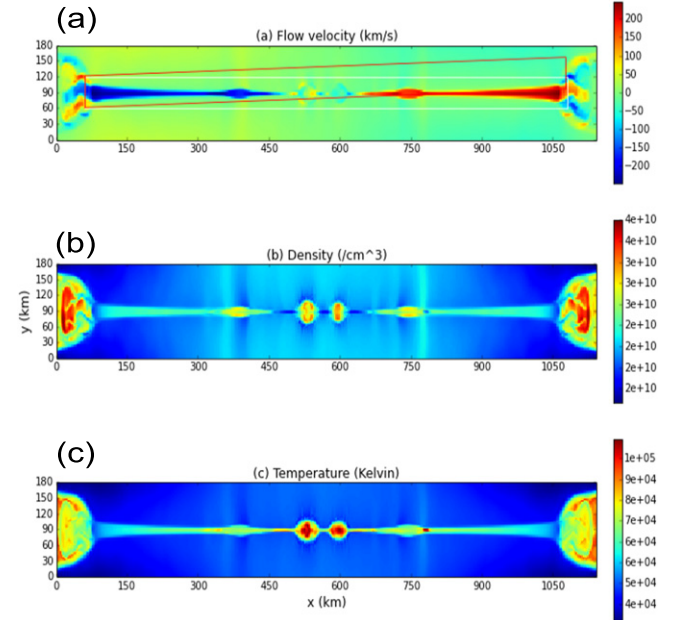 (a)
(a) Flow velocity (km/s)
180
150
120
90
60
30
0
0 150 300 450 600 750 900 1050
200
150
100
50
0
−50
−100
−150
−200
(b)
(b) Density (/cm^3)
y (km)
180
150
120
90
60
30
0
0 150 300 450 600 750 900 1050
4e+10
4e+10
3e+10
3e+10
3e+10
2e+10
2e+10
2e+10
2e+10
(c)
(c) Temperature (Kelvin)
180
150
120
90
60
30
0
0 150 300 450 600 750 900 1050
x (km)
1e+05
9e+04
8e+04
7e+04
6e+04
5e+04
4e+04